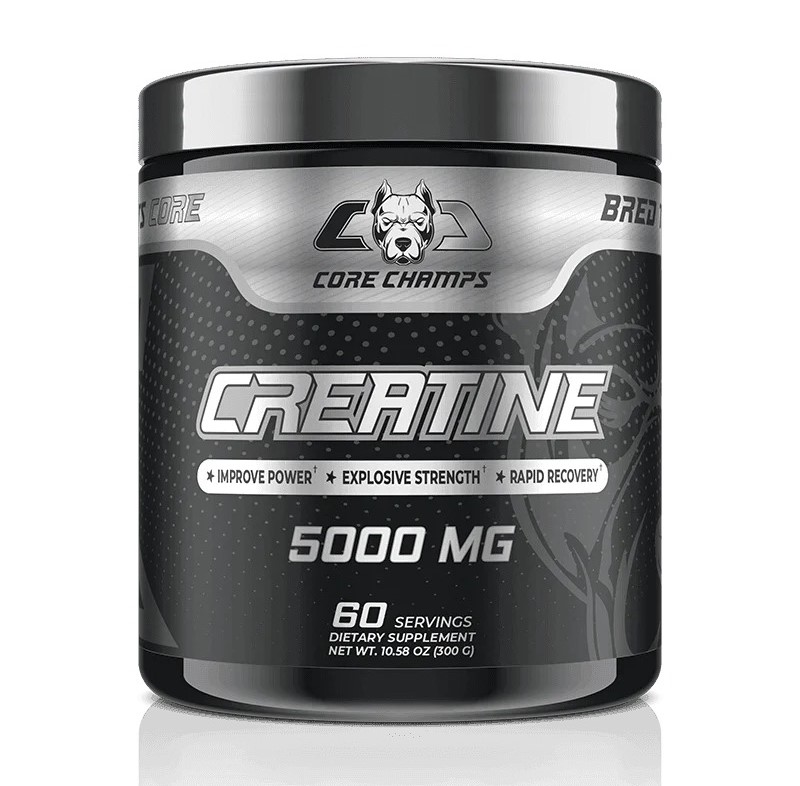 TS CORE
BRED T
CORE CHAMPS
CREATINE
★ IMPROVE POWER† ★ EXPLOSIVE STRENGTH† ★ RAPID RECOVERY†
5000 MG
60 SERVINGS
DIETARY SUPPLEMENT
NET WT. 10.58 OZ (300 G)